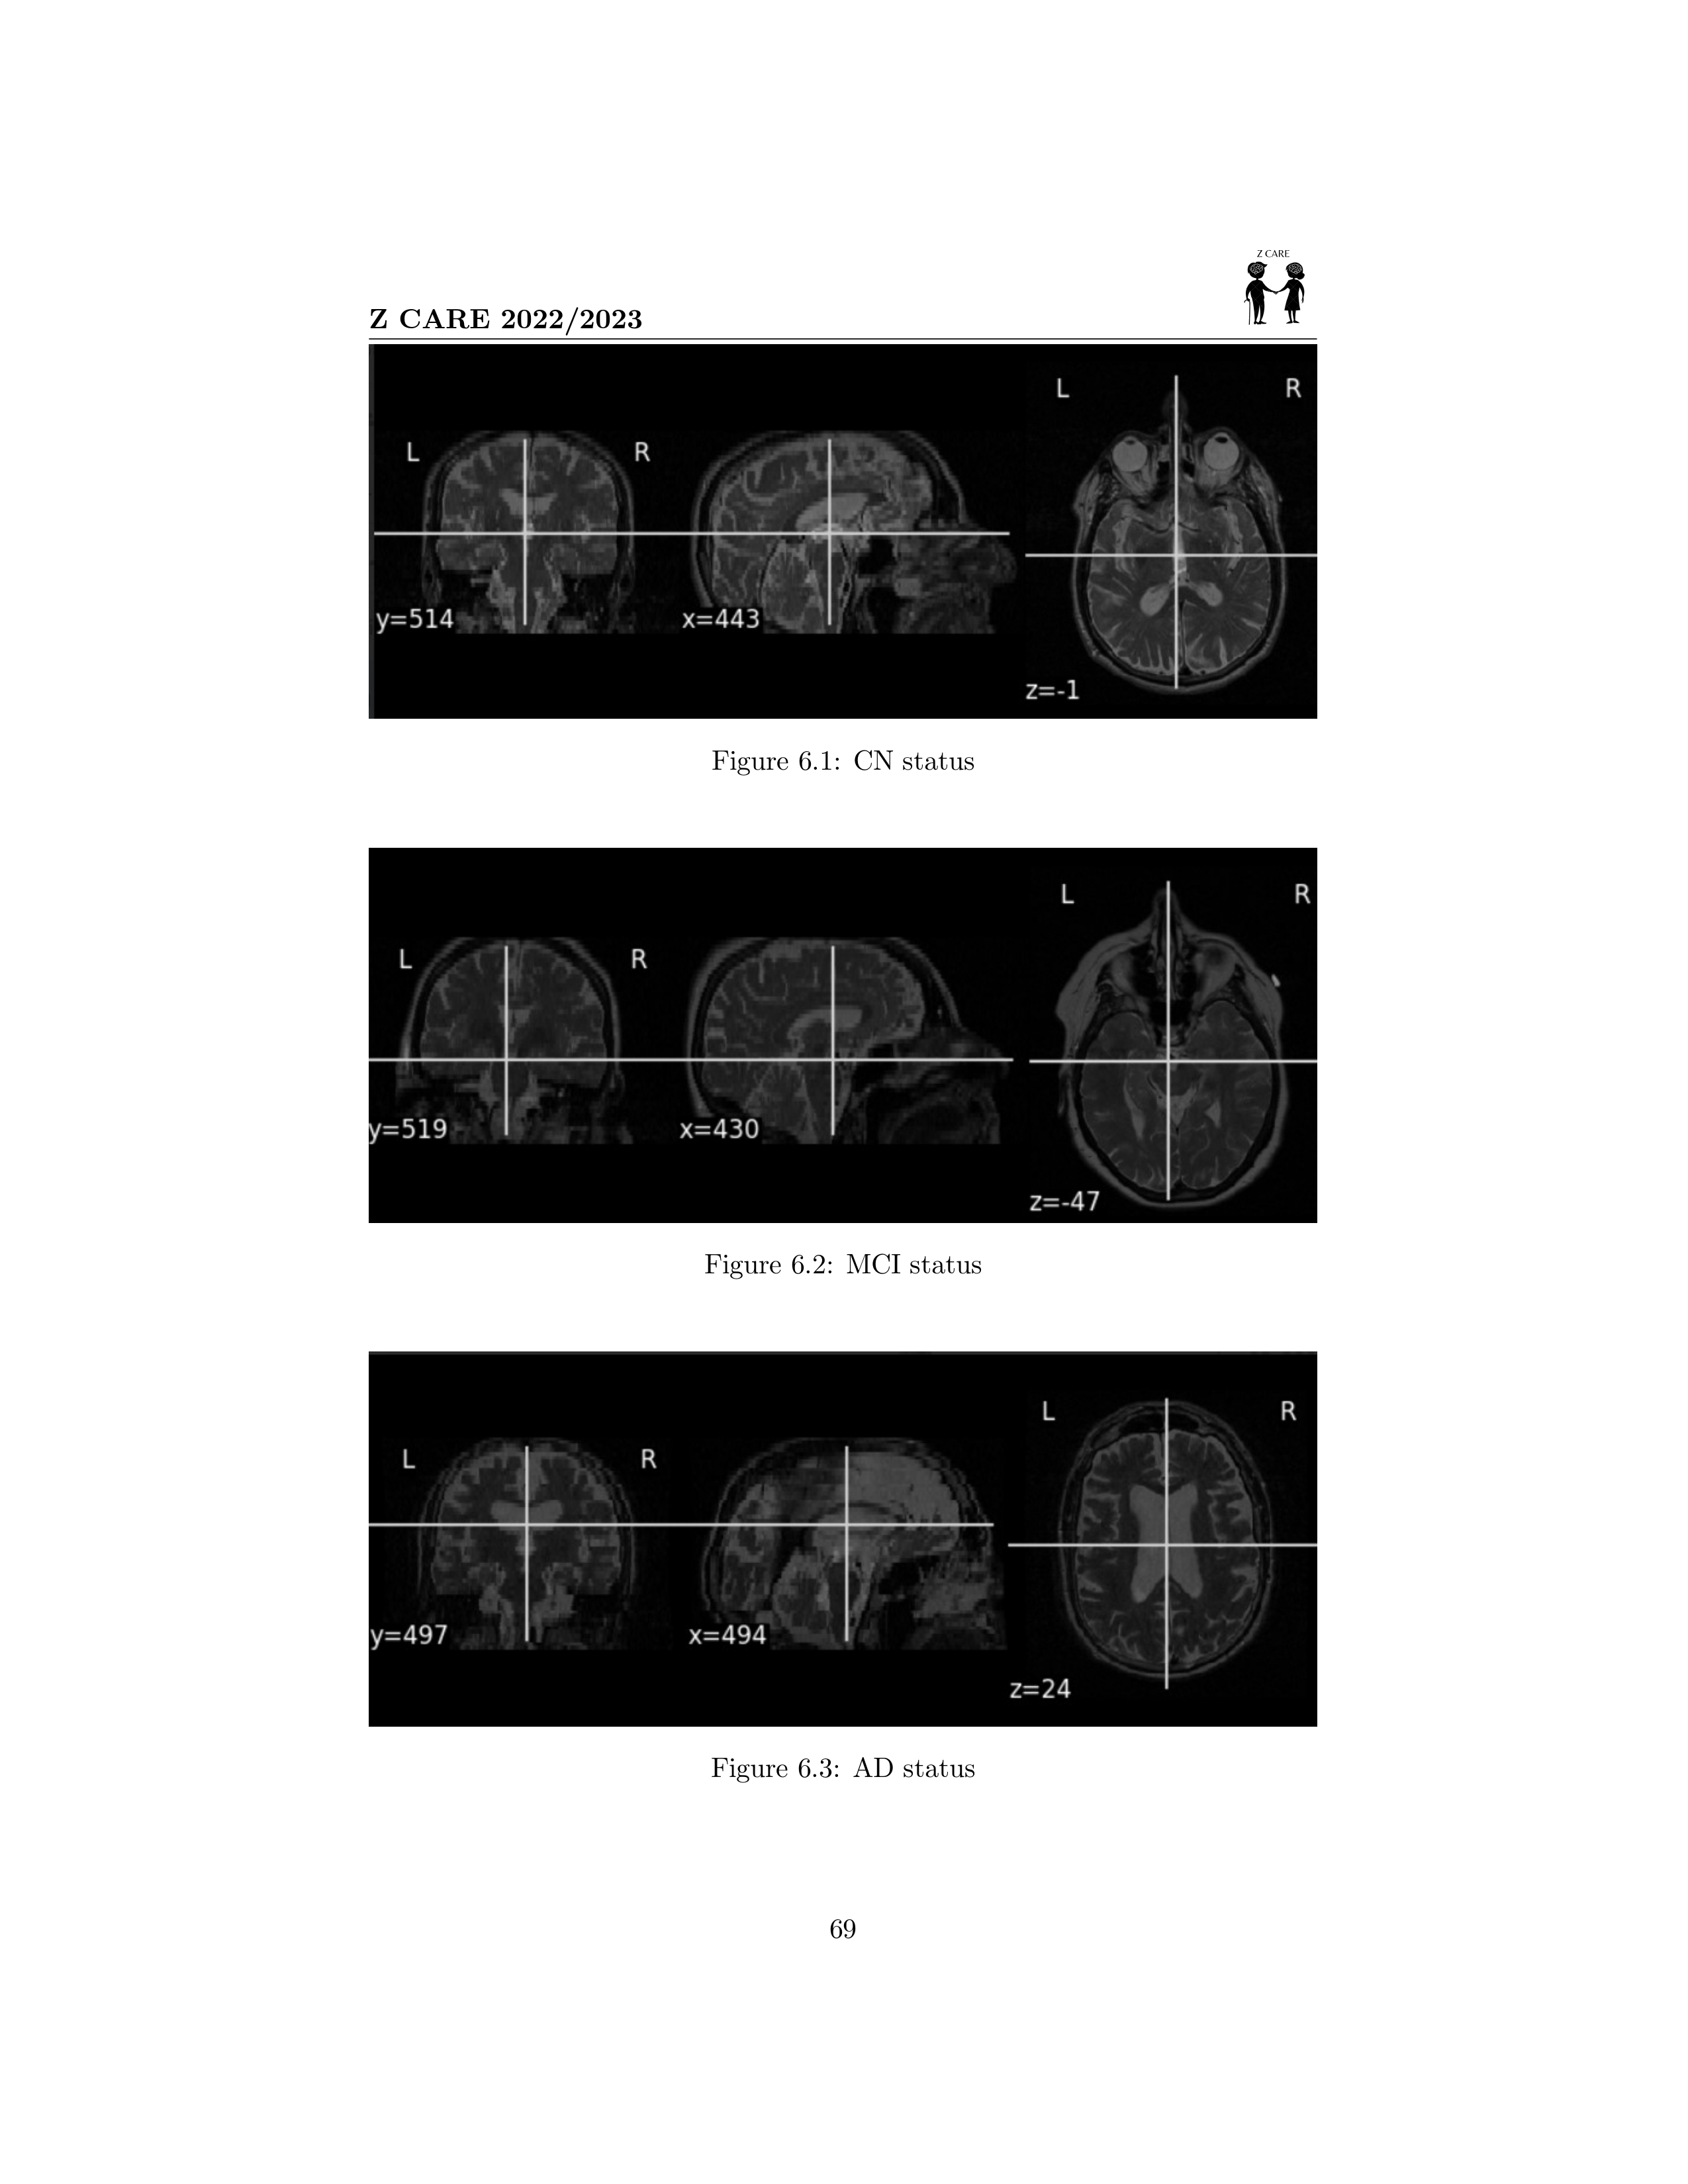 Z CARE
Z CARE 2022/2023
L
R
L
R
y=514
x=443
z=-1
Figure 6.1: CN status
L
R
L
R
y=519
x=430
z=-47
Figure 6.2: MCI status
L
R
L
R
y=497
x=494
z=24
Figure 6.3: AD status
69